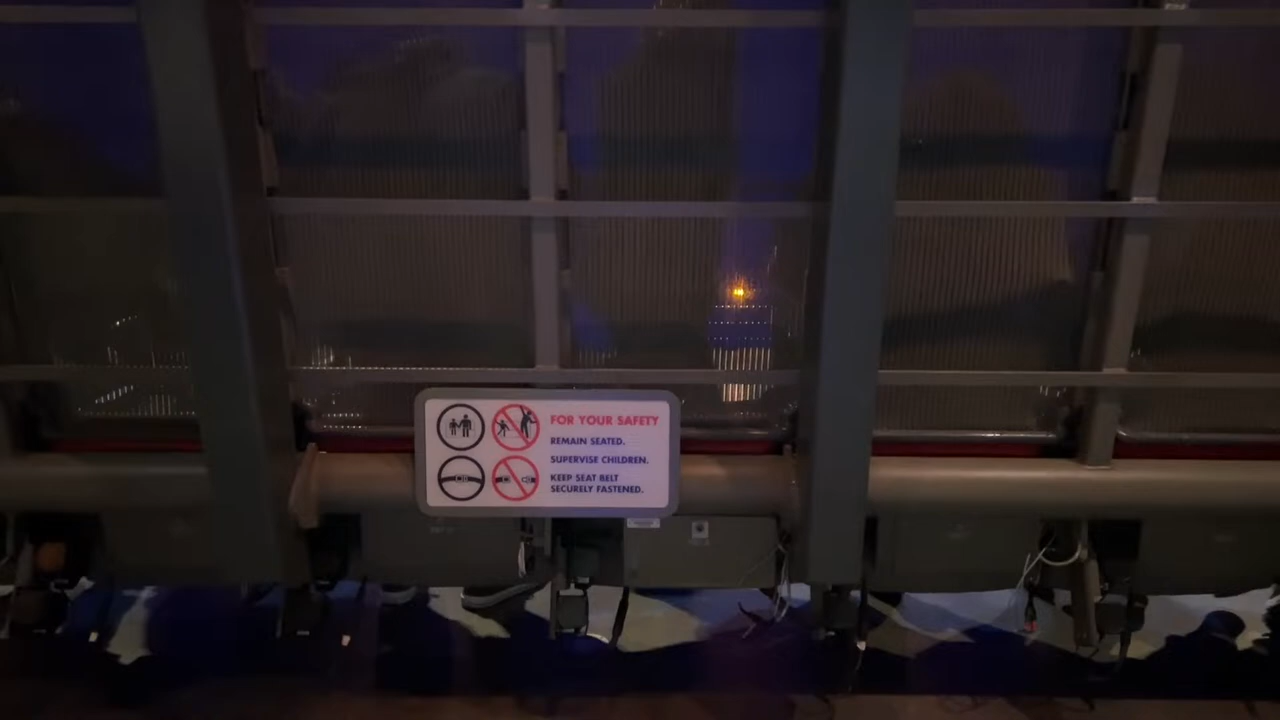 FOR YOUR SAFETY
REMAIN SEATED.
SUPERVISE CHILDREN.
KEEP SEAT BELT
SECURELY FASTENED.